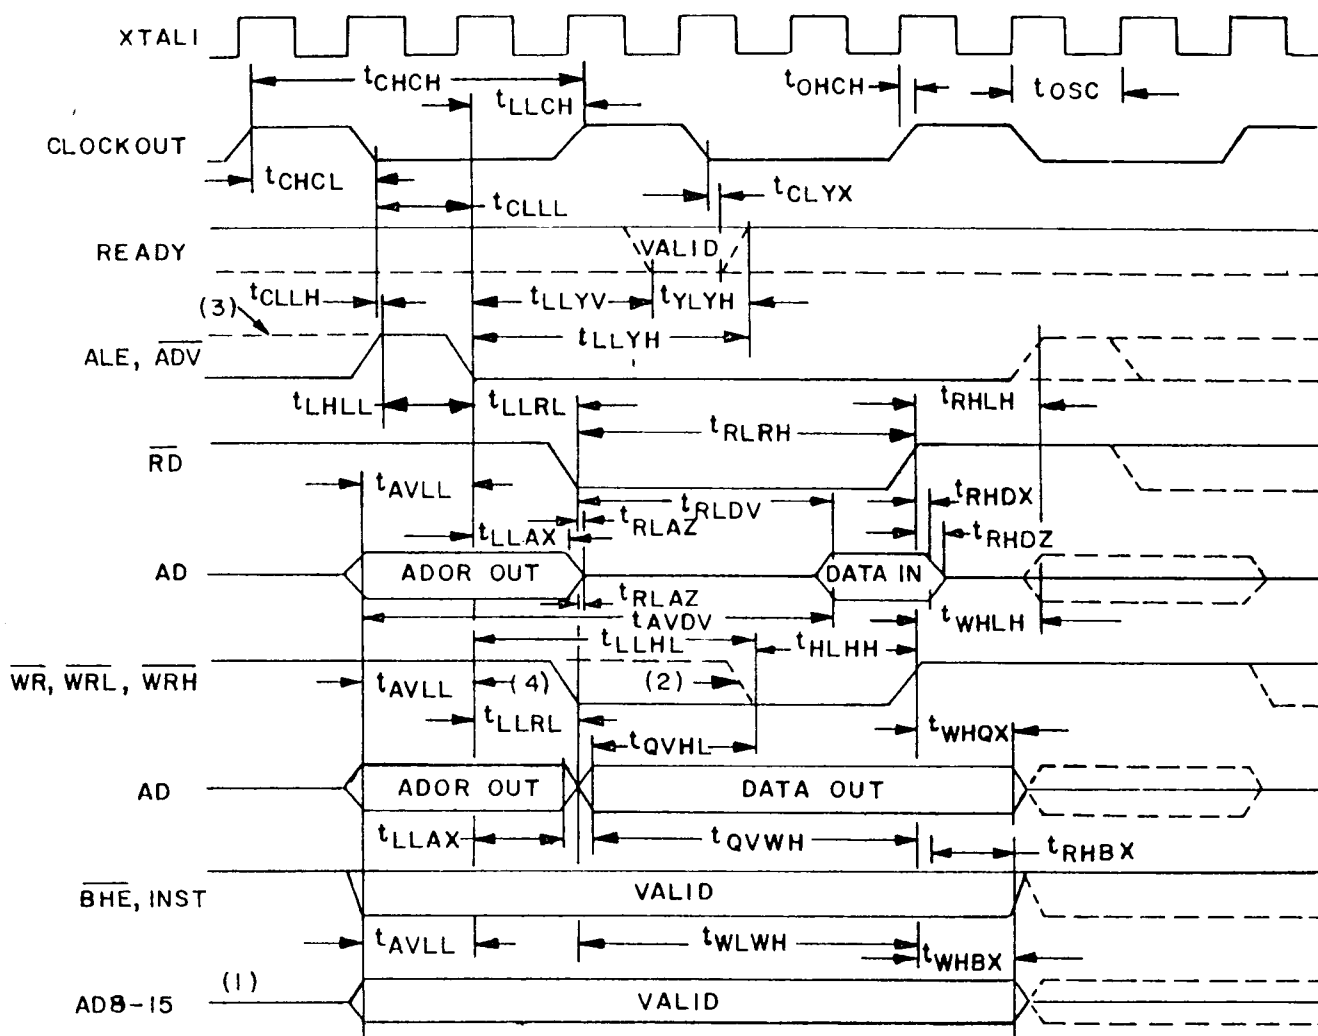 XTAL1
tCHCH
tOHCH
tOSC
tLLCH
CLOCKOUT
tCHCL
tCLYX
tCLLL
READY
VALID
tCLLH
tLLYV
tYLYH
(3)
tLLYH
ALE, ADV
tLHLL
tLLRL
tRHLH
tRLRH
RD
tAVLL
tRLDV
tRHDX
tLLAX
tRLAZ
tRHDZ
AD
ADOR OUT
DATA IN
tRLAZ
tAVDV
tWHLH
tLLHL
tHLHH
WR, WRL, WRH
tAVLL
(4)
(2)
tLLRL
tWHQX
tQVHL
AD
ADOR OUT
DATA OUT
tLLAX
tQVWH
tRHBX
BHE, INST
VALID
tAVLL
tWLWH
tWHBX
(1)
AD8-15
VALID